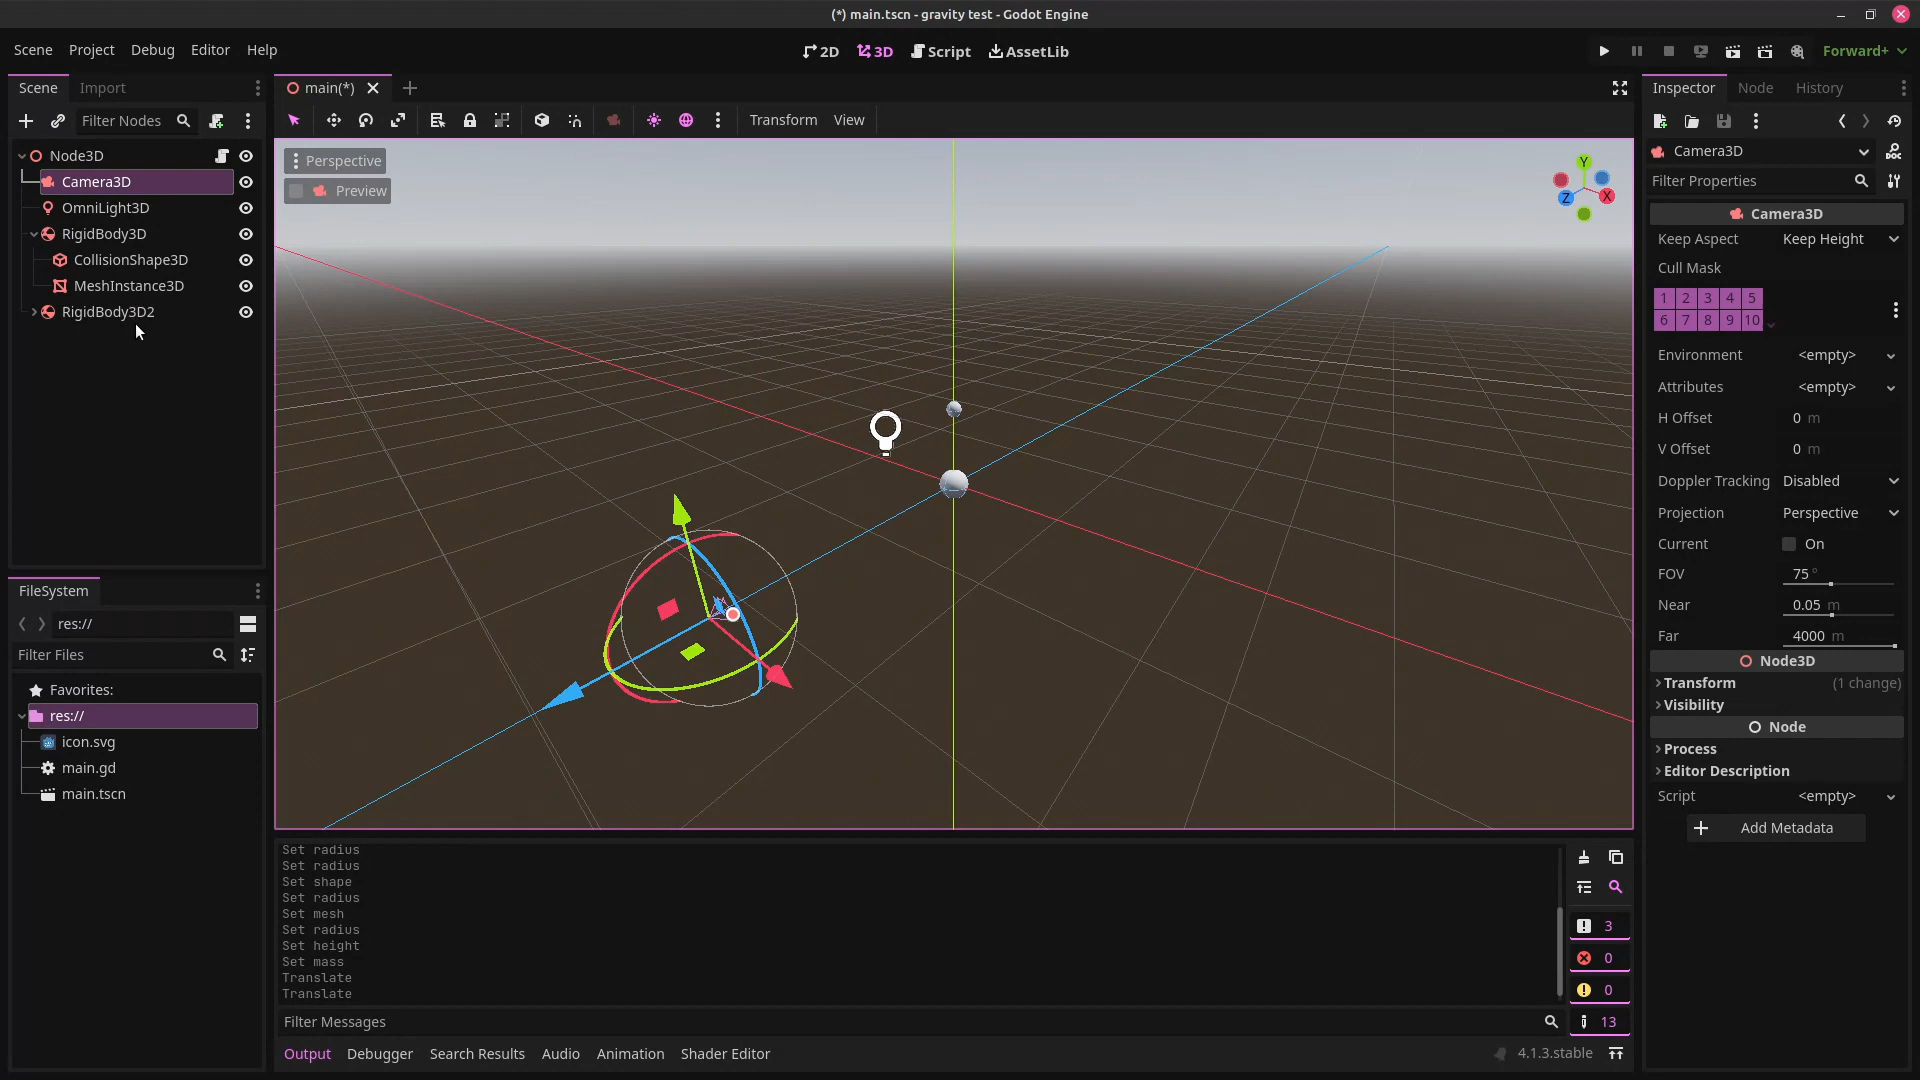 (*) main.tscn - gravity test - Godot Engine
Scene Project Debug Editor Help
2D 3D Script AssetLib
Forward+
Scene Import
Filter Nodes
Node3D
Camera3D
OmniLight3D
RigidBody3D
CollisionShape3D
MeshInstance3D
RigidBody3D2
FileSystem
res://
Filter Files
Favorites:
res://
icon.svg
main.gd
main.tscn
main(*)
Transform View
Perspective
Preview
Y
Z X
Set radius
Set radius
Set shape
Set radius
Set mesh
Set radius
Set height
Set mass
Translate
Translate
3
0
0
13
Filter Messages
Output Debugger Search Results Audio Animation Shader Editor
4.1.3.stable
Inspector Node History
Camera3D
DOC
Filter Properties
Camera3D
Keep Aspect Keep Height
Cull Mask
1 2 3 4 5
6 7 8 9 10
Environment <empty>
Attributes <empty>
H Offset 0 m
V Offset 0 m
Doppler Tracking Disabled
Projection Perspective
Current On
FOV 75 °
Near 0.05 m
Far 4000 m
Node3D
Transform (1 change)
Visibility
Node
Process
Editor Description
Script <empty>
Add Metadata